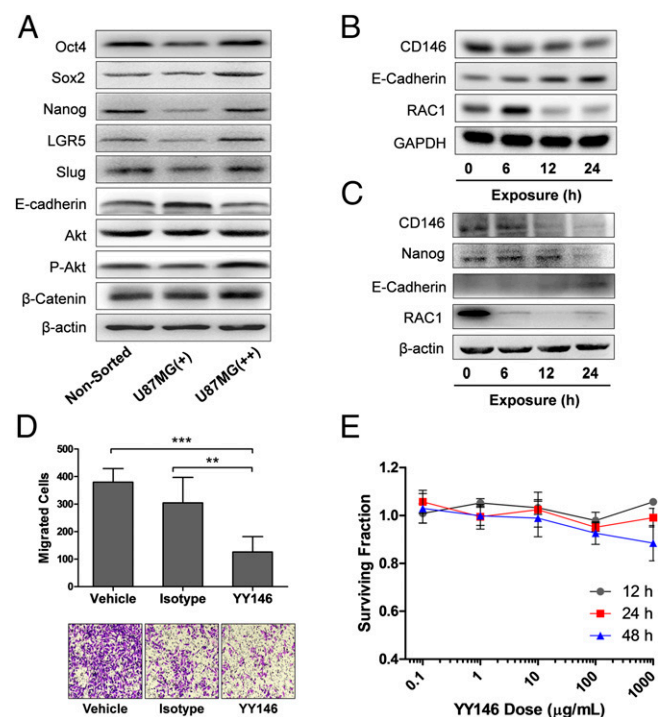 A
Oct4
Sox2
Nanog
LGR5
Slug
E-cadherin
Akt
P-Akt
β-Catenin
β-actin
Non-Sorted
U87MG(+)
U87MG(++)
B
CD146
E-Cadherin
RAC1
GAPDH
0 6 12 24
Exposure (h)
C
CD146
Nanog
E-Cadherin
RAC1
β-actin
0 6 12 24
Exposure (h)
D
***
**
Migrated Cells
500
400
300
200
100
0
Vehicle Isotype YY146
Vehicle Isotype YY146
E
Surviving Fraction
1.2
1.0
0.8
0.6
0.4
12 h
24 h
48 h
0.1 1 10 100 1000
YY146 Dose (μg/mL)